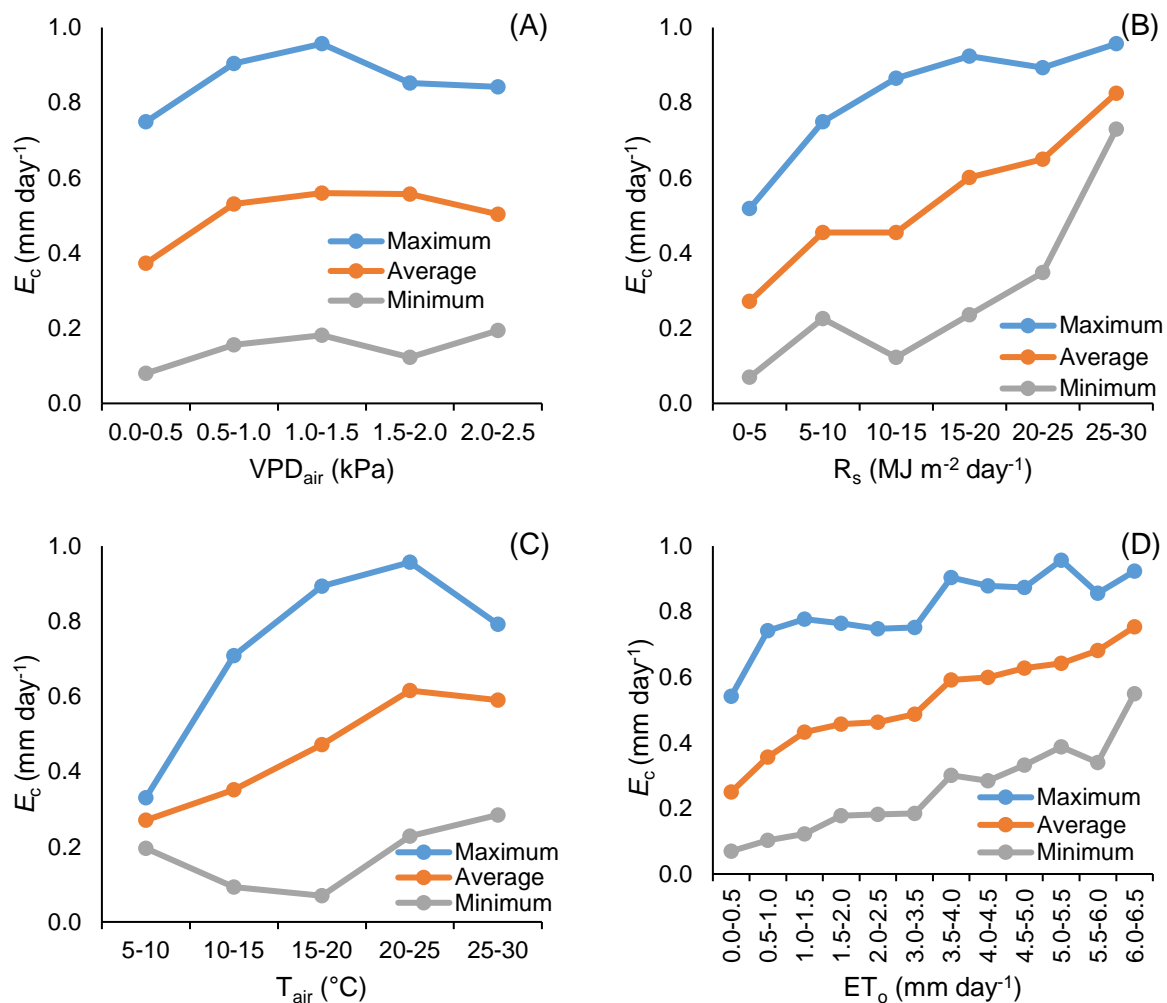 (A)
1.0
0.8
0.6
0.4
0.2
0.0
E_c (mm day⁻¹)
Maximum
Average
Minimum
0.0-0.5 0.5-1.0 1.0-1.5 1.5-2.0 2.0-2.5
VPD_air (kPa)
(B)
1.0
0.8
0.6
0.4
0.2
0.0
E_c (mm day⁻¹)
Maximum
Average
Minimum
0-5 5-10 10-15 15-20 20-25 25-30
R_s (MJ m⁻² day⁻¹)
(C)
1.0
0.8
0.6
0.4
0.2
0.0
E_c (mm day⁻¹)
Maximum
Average
Minimum
5-10 10-15 15-20 20-25 25-30
T_air (°C)
(D)
1.0
0.8
0.6
0.4
0.2
0.0
E_c (mm day⁻¹)
Maximum
Average
Minimum
0.0-0.5
0.5-1.0
1.0-1.5
1.5-2.0
2.0-2.5
3.0-3.5
3.5-4.0
4.0-4.5
4.5-5.0
5.0-5.5
5.5-6.0
6.0-6.5
ET_o (mm day⁻¹)